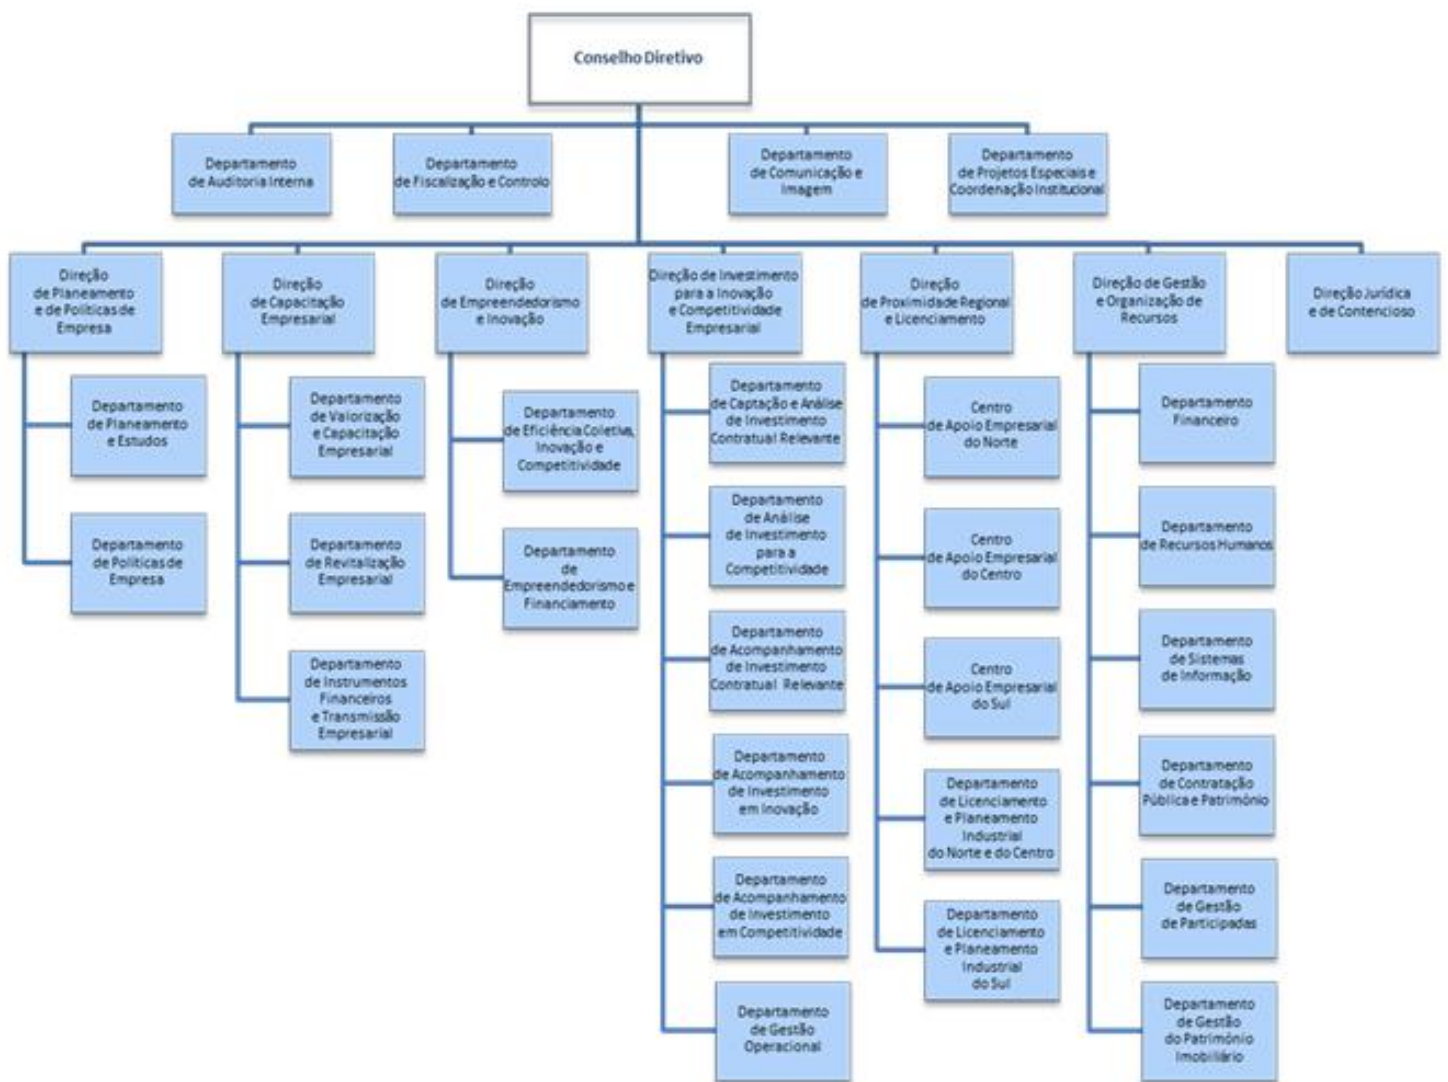 Conselho Diretivo
Departamento
de Auditoria Interna
Departamento
de Fiscalização e Controlo
Departamento
de Comunicação e
Imagem
Departamento
de Projetos Especiais e
Coordenação Institucional
Direção
de Planeamento
e de Políticas de
Empresa
Direção
de Capacitação
Empresarial
Direção
de Empreendedorismo
e Inovação
Direção de Investimento
para a Inovação
e Competitividade
Empresarial
Direção
de Proximidade Regional
e Licenciamento
Direção de Gestão
e Organização de
Recursos
Direção Jurídica
e de Contencioso
Departamento
de Planeamento
e Estudos
Departamento
de Políticas de
Empresa
Departamento
de Valorização
e Capacitação
Empresarial
Departamento
de Revitalização
Empresarial
Departamento
de Instrumentos
Financeiros
e Transmissão
Empresarial
Departamento
de Eficiência Coletiva,
Inovação e
Competitividade
Departamento
de
Empreendedorismo e
Financiamento
Departamento
de Captação e Análise
de Investimento
Contratual Relevante
Departamento
de Análise
de Investimento
para a
Competitividade
Departamento
de Acompanhamento
de Investimento
Contratual Relevante
Departamento
de Acompanhamento
de Investimento
em Inovação
Departamento
de Acompanhamento
de Investimento
em Competitividade
Departamento
de Gestão
Operacional
Centro
de Apoio Empresarial
do Norte
Centro
de Apoio Empresarial
do Centro
Centro
de Apoio Empresarial
do Sul
Departamento
de Licenciamento
e Planeamento
Industrial
do Norte e do Centro
Departamento
de Licenciamento
e Planeamento
Industrial
do Sul
Departamento
Financeiro
Departamento
de Recursos Humanos
Departamento
de Sistemas
de Informação
Departamento
de Contratação
Pública e Património
Departamento
de Gestão
de Participadas
Departamento
de Gestão
do Património
Imobiliário